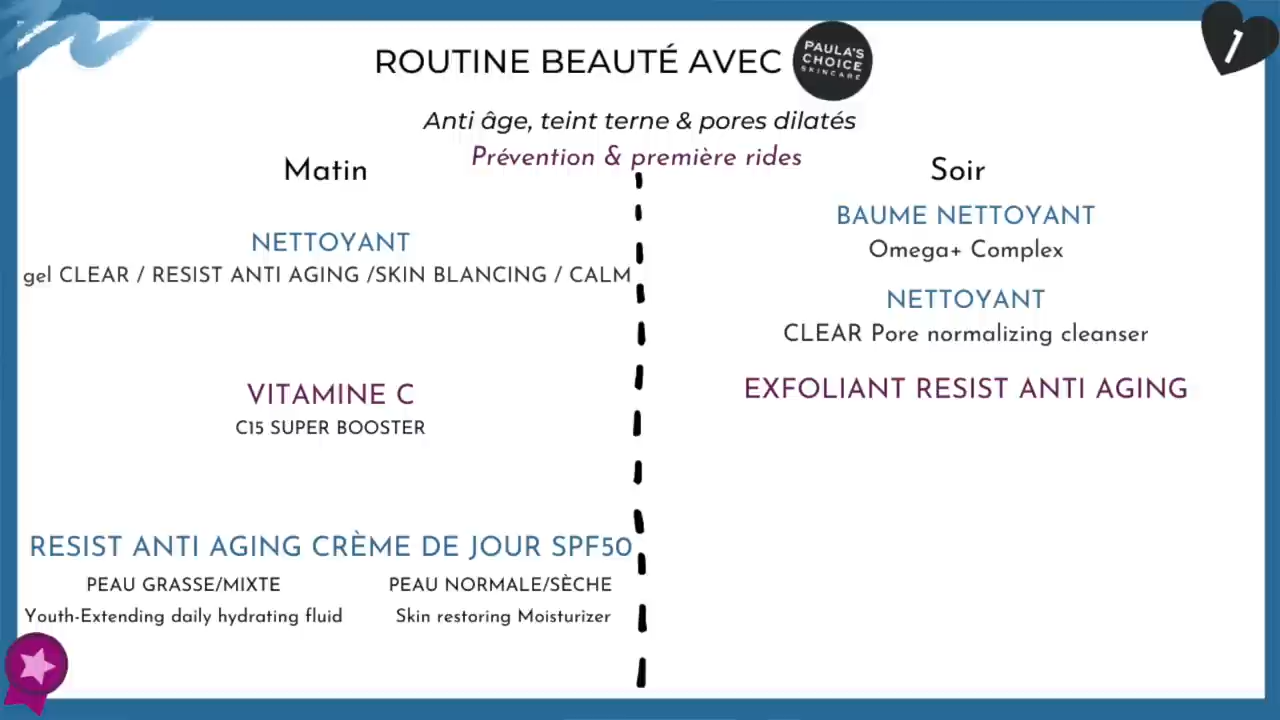 ROUTINE BEAUTÉ AVEC
PAULA'S
CHOICE
SKINCARE
1
Anti âge, teint terne & pores dilatés
Prévention & première rides
Matin
NETTOYANT
gel CLEAR / RESIST ANTI AGING /SKIN BLANCING / CALM
VITAMINE C
C15 SUPER BOOSTER
RESIST ANTI AGING CRÈME DE JOUR SPF50
PEAU GRASSE/MIXTE
Youth-Extending daily hydrating fluid
PEAU NORMALE/SÈCHE
Skin restoring Moisturizer
Soir
BAUME NETTOYANT
Omega+ Complex
NETTOYANT
CLEAR Pore normalizing cleanser
EXFOLIANT RESIST ANTI AGING